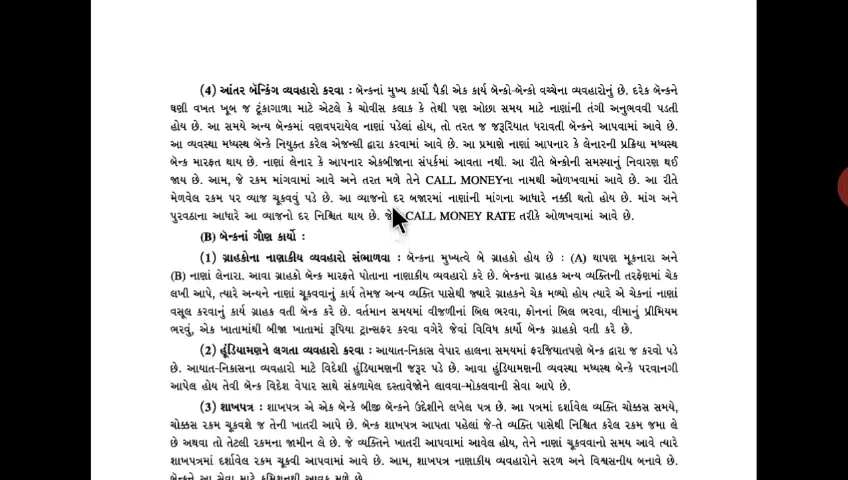 (4) આંતર બૅન્કિંગ વ્યવહારો કરવા : બૅન્કનાં મુખ્ય કાર્યો પૈકી એક કાર્ય બૅન્કો-બૅન્કો વચ્ચેના વ્યવહારોનું છે. દરેક બૅન્કને
ઘણી વખત ખૂબ જ ટૂંકાગાળા માટે એટલે કે ચોવીસ કલાક કે તેથી પણ ઓછા સમય માટે નાણાંની તંગી અનુભવવી પડતી
હોય છે. આ સમયે અન્ય બૅન્કમાં વણવપરાયેલ નાણાં પડેલાં હોય, તો તરત જ જરૂરિયાત ધરાવતી બૅન્કને આપવામાં આવે છે.
આ વ્યવસ્થા મધ્યસ્થ બૅન્કે નિયુક્ત કરેલ એજન્સી દ્વારા કરવામાં આવે છે. આ પ્રમાણે નાણાં આપનાર કે લેનારની પ્રક્રિયા મધ્યસ્થ
બૅન્ક મારફત થાય છે. નાણાં લેનાર કે આપનાર એકબીજાના સંપર્કમાં આવતા નથી. આ રીતે બૅન્કોની સમસ્યાનું નિવારણ થઈ
જાય છે. આમ, જે રકમ માંગવામાં આવે અને તરત મળે તેને CALL MONEYના નામથી ઓળખવામાં આવે છે. આ રીતે
મેળવેલ રકમ પર વ્યાજ ચૂકવવું પડે છે. આ વ્યાજનો દર બજારમાં નાણાંની માંગના આધારે નક્કી થતો હોય છે. માંગ અને
પુરવઠાના આધારે આ વ્યાજનો દર નિશ્ચિત થાય છે. CALL MONEY RATE તરીકે ઓળખવામાં આવે છે.
(B) બૅન્કનાં ગૌણ કાર્યો :
(1) ગ્રાહકોના નાણાકીય વ્યવહારો સંભાળવા : બૅન્કના મુખ્યત્વે બે ગ્રાહકો હોય છે : (A) થાપણ મૂકનારા અને
(B) નાણાં લેનારા. આવા ગ્રાહકો બૅન્ક મારફતે પોતાના નાણાકીય વ્યવહારો કરે છે. બૅન્કના ગ્રાહક અન્ય વ્યક્તિની તરફેણમાં ચેક
લખી આપે, ત્યારે અન્યને નાણાં ચૂકવવાનું કાર્ય તેમજ અન્ય વ્યક્તિ પાસેથી જ્યારે ગ્રાહકને ચેક મળ્યો હોય ત્યારે એ ચેકનાં નાણાં
વસૂલ કરવાનું કાર્ય ગ્રાહક વતી બૅન્ક કરે છે. વર્તમાન સમયમાં વીજળીનાં બિલ ભરવા, ફોનનાં બિલ ભરવા, વીમાનું પ્રીમિયમ
ભરવું, એક ખાતામાંથી બીજા ખાતામાં રૂપિયા ટ્રાન્સફર કરવા વગેરે જેવાં વિવિધ કાર્યો બૅન્ક ગ્રાહકો વતી કરે છે.
(2) હૂંડિયામણને લગતા વ્યવહારો કરવા : આયાત-નિકાસ વેપાર હાલના સમયમાં ફરજિયાતપણે બૅન્ક દ્વારા જ કરવો પડે
છે. આયાત-નિકાસના વ્યવહારો માટે વિદેશી હુંડિયામણની જરૂર પડે છે. આવા હુંડિયામણની વ્યવસ્થા મધ્યસ્થ બૅન્કે પરવાનગી
આપેલ હોય તેવી બૅન્ક વિદેશ વેપાર સાથે સંકળાયેલ દસ્તાવેજોને લાવવા-મોકલવાની સેવા આપે છે.
(3) શાખપત્ર : શાખપત્ર એ એક બૅન્કે બીજી બૅન્કને ઉદ્દેશીને લખેલ પત્ર છે. આ પત્રમાં દર્શાવેલ વ્યક્તિ ચોક્કસ સમયે,
ચોક્કસ રકમ ચૂકવશે જ તેની ખાતરી આપે છે. બૅન્ક શાખપત્ર આપતા પહેલાં જે-તે વ્યક્તિ પાસેથી નિશ્ચિત કરેલ રકમ જમા લે
છે અથવા તો તેટલી રકમના જામીન લે છે. જે વ્યક્તિને ખાતરી આપવામાં આવેલ હોય, તેને નાણાં ચૂકવવાનો સમય આવે ત્યારે
શાખપત્રમાં દર્શાવેલ રકમ ચૂકવી આપવામાં આવે છે. આમ, શાખપત્ર નાણાકીય વ્યવહારોને સરળ અને વિશ્વસનીય બનાવે છે.
બૅન્કને આ સેવા માટે કમિશનની આવક મળે છે.